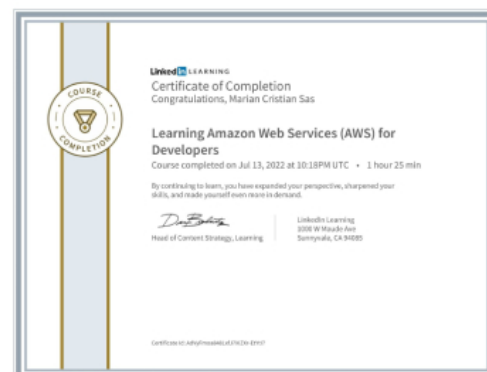 COURSE
COMPLETION
Linked in LEARNING
Certificate of Completion
Congratulations, Marian Cristian Sas
Learning Amazon Web Services (AWS) for
Developers
Course completed on Jul 13, 2022 at 10:18PM UTC • 1 hour 25 min
By continuing to learn, you have expanded your perspective, sharpened your
skills, and made yourself even more in demand.
Head of Content Strategy, Learning
LinkedIn Learning
1000 W Maude Ave
Sunnyvale, CA 94085
Certificate Id: